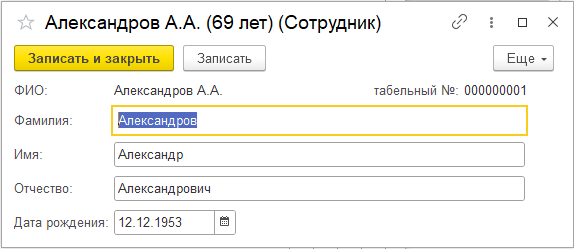 Александров А.А. (69 лет) (Сотрудник)
Записать и закрыть Записать Еще
ФИО: Александров А.А. табельный №: 000000001
Фамилия: Александров
Имя: Александр
Отчество: Александрович
Дата рождения: 12.12.1953